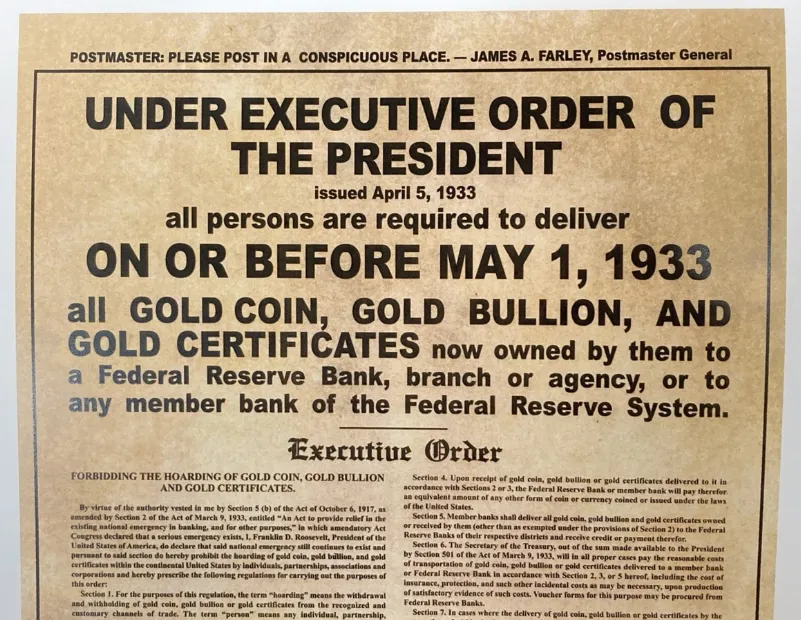 POSTMASTER: PLEASE POST IN A CONSPICUOUS PLACE. — JAMES A. FARLEY, Postmaster General
UNDER EXECUTIVE ORDER OF
THE PRESIDENT
issued April 5, 1933
all persons are required to deliver
ON OR BEFORE MAY 1, 1933
all GOLD COIN, GOLD BULLION, AND
GOLD CERTIFICATES now owned by them to
a Federal Reserve Bank, branch or agency, or to
any member bank of the Federal Reserve System.
Executive Order
FORBIDDING THE HOARDING OF GOLD COIN, GOLD BULLION
AND GOLD CERTIFICATES.
By virtue of the authority vested in me by Section 5 (b) of the Act of October 6, 1917, as
amended by Section 2 of the Act of March 9, 1933, entitled “An Act to provide relief in the
existing national emergency in banking, and for other purposes,” in which amendatory Act
Congress declared that a serious emergency exists, I, Franklin D. Roosevelt, President of the
United States of America, do declare that said national emergency still continues to exist and
pursuant to said section do hereby prohibit the hoarding of gold coin, gold bullion, and gold
certificates within the continental United States by individuals, partnerships, associations and
corporations and hereby prescribe the following regulations for carrying out the purposes of
this order:
Section 1. For the purposes of this regulation, the term “hoarding” means the withdrawal
and withholding of gold coin, gold bullion or gold certificates from the recognized and
customary channels of trade. The term “person” means any individual, partnership,
Section 4. Upon receipt of gold coin, gold bullion or gold certificates delivered to it in
accordance with Sections 2 or 3, the Federal Reserve Bank or member bank will pay therefor
an equivalent amount of any other form of coin or currency coined or issued under the laws
of the United States.
Section 5. Member banks shall deliver all gold coin, gold bullion and gold certificates owned
or received by them (other than as exempted under the provisions of Section 2) to the Federal
Reserve Banks of their respective districts and receive credit or payment therefor.
Section 6. The Secretary of the Treasury, out of the sum made available to the President
by Section 501 of the Act of March 9, 1933, will in all proper cases pay the reasonable costs
of transportation of gold coin, gold bullion or gold certificates delivered to a member bank
or Federal Reserve Bank in accordance with Section 2, 3, or 5 hereof, including the cost of
insurance, protection, and such other incidental costs as may be necessary, upon production
of satisfactory evidence of such costs. Voucher forms for this purpose may be procured from
Federal Reserve Banks.
Section 7. In cases where the delivery of gold coin, gold bullion or gold certificates by the